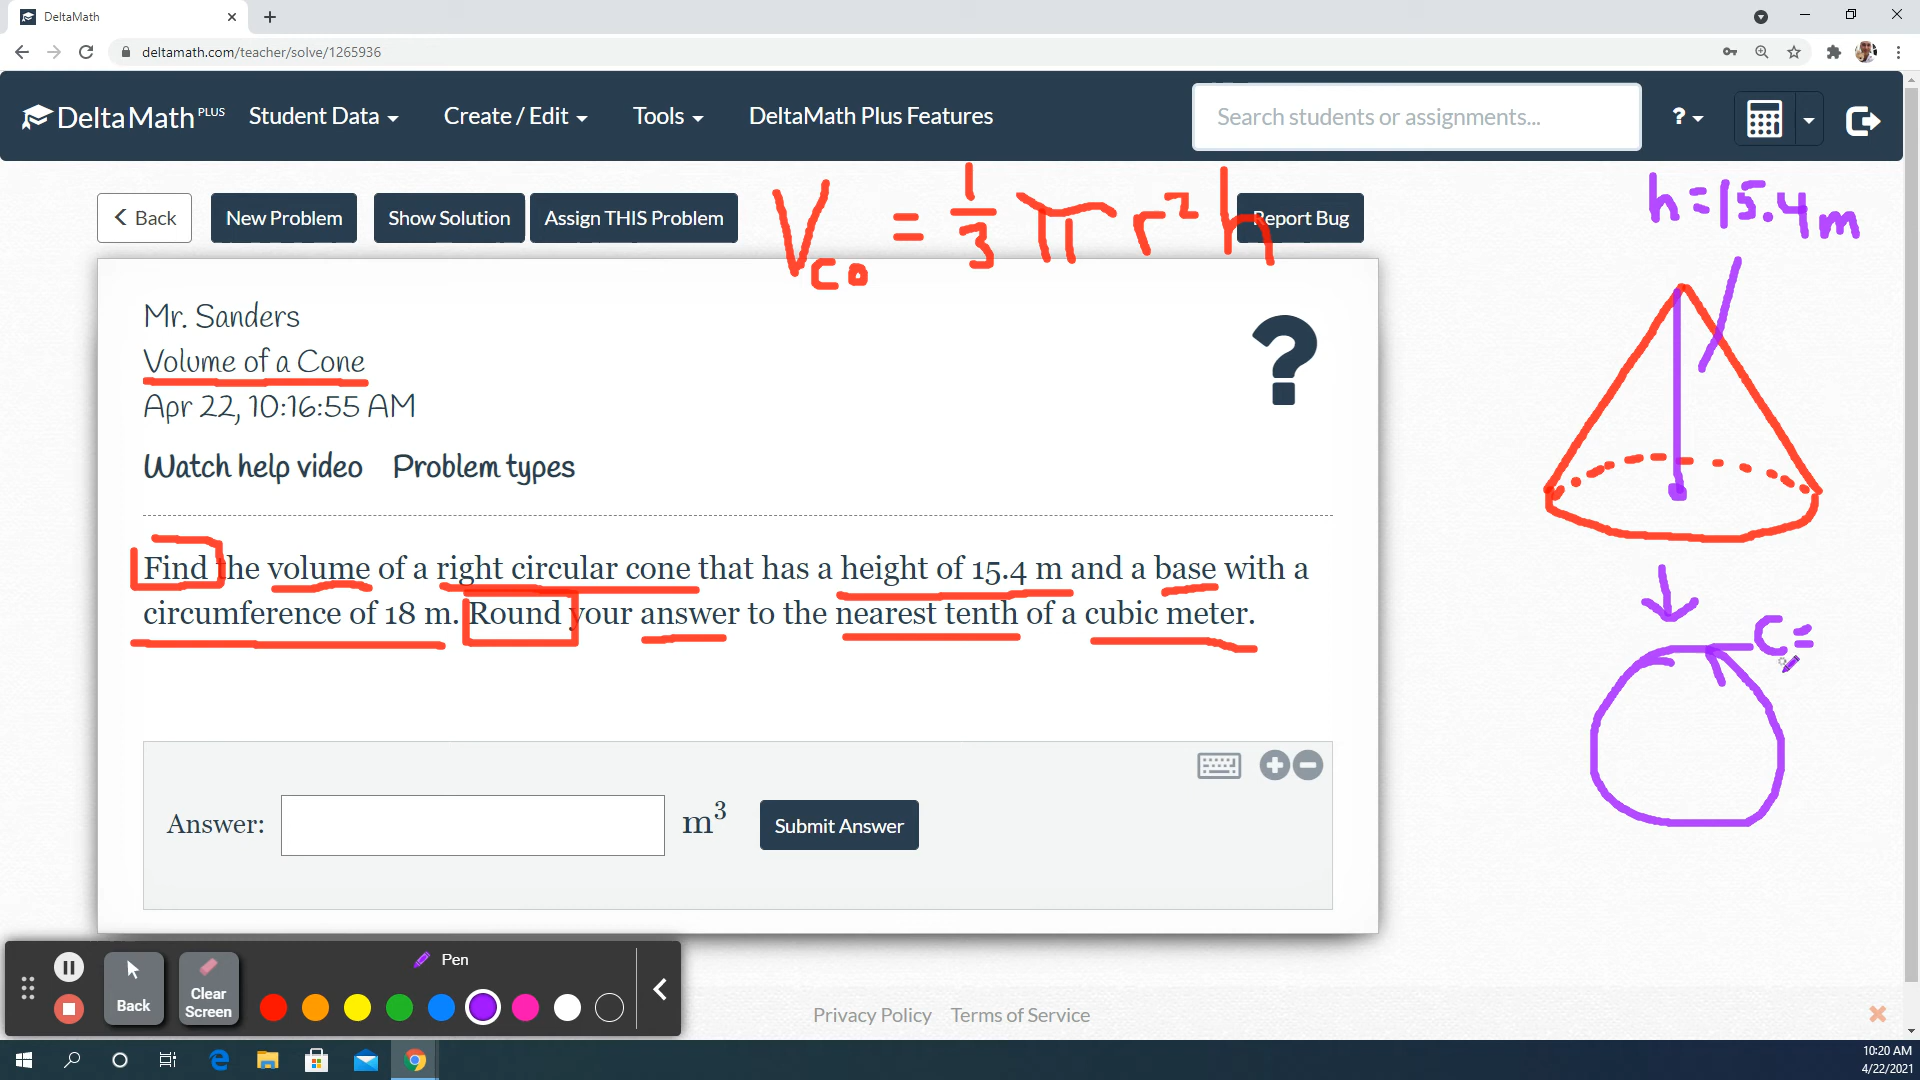 DeltaMath
deltamath.com/teacher/solve/1265936
DeltaMath PLUS Student Data Create / Edit Tools DeltaMath Plus Features Search students or assignments... ?
Back New Problem Show Solution Assign THIS Problem Report Bug
V co = 1/3 π r² h
h=15.4 m
Mr. Sanders
Volume of a Cone
Apr 22, 10:16:55 AM
?
Watch help video Problem types
Find the volume of a right circular cone that has a height of 15.4 m and a base with a
circumference of 18 m. Round your answer to the nearest tenth of a cubic meter.
C=
Answer: m³ Submit Answer
Pen
Back Clear
Screen
Privacy Policy Terms of Service
10:20 AM
4/22/2021